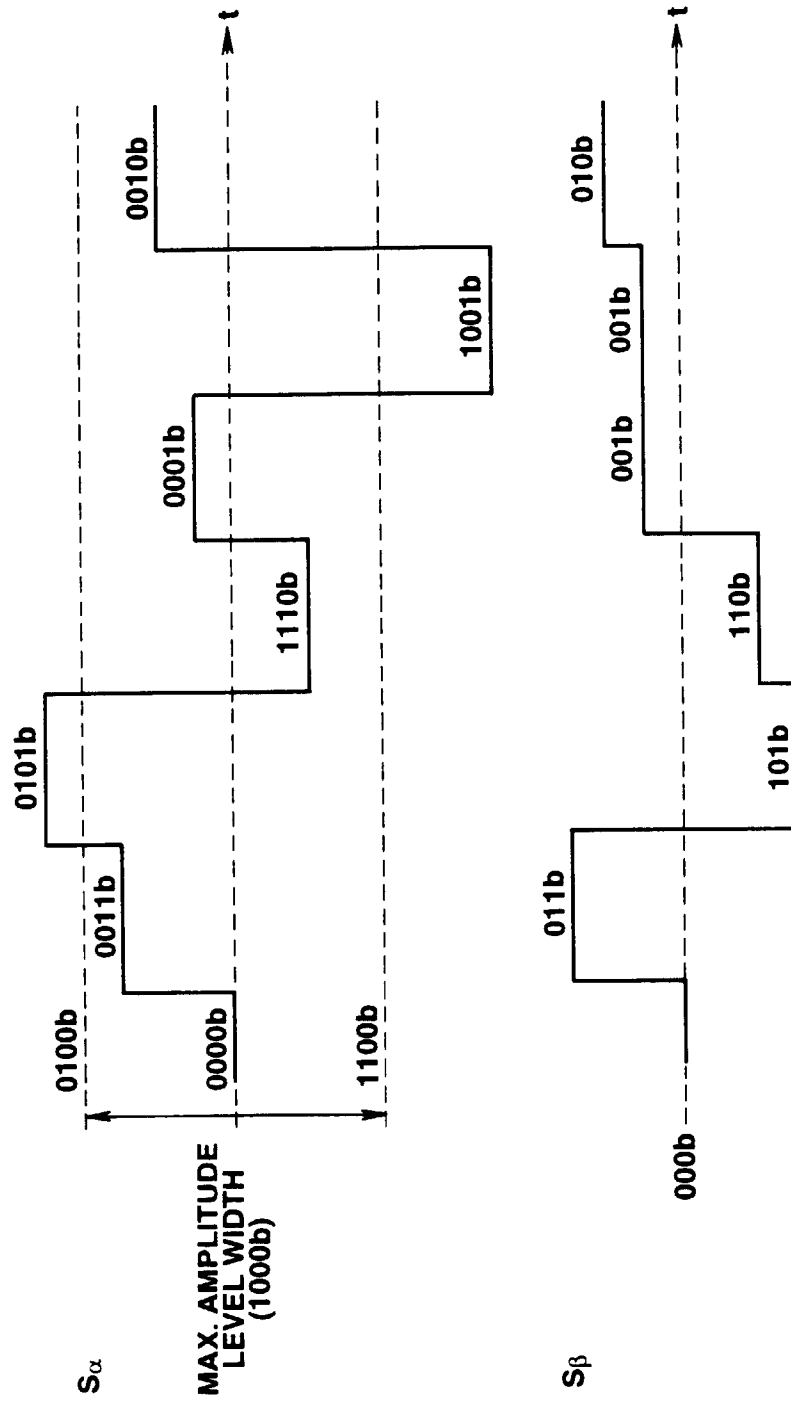 Sα
MAX. AMPLITUDE
LEVEL WIDTH
(1000b)
0100b
0000b
1100b
0011b
0101b
1110b
0001b
1001b
0010b
t
Sβ
000b
011b
101b
110b
001b
001b
010b
t